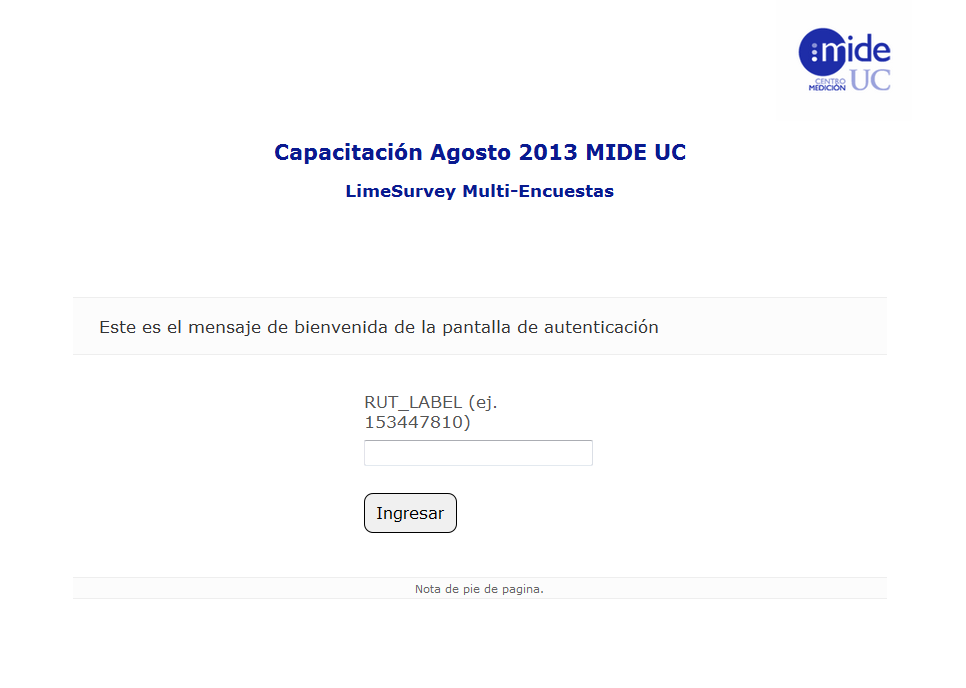 :mide
CENTRO
MEDICIÓN UC
Capacitación Agosto 2013 MIDE UC
LimeSurvey Multi-Encuestas
Este es el mensaje de bienvenida de la pantalla de autenticación
RUT_LABEL (ej.
153447810)
Ingresar
Nota de pie de pagina.